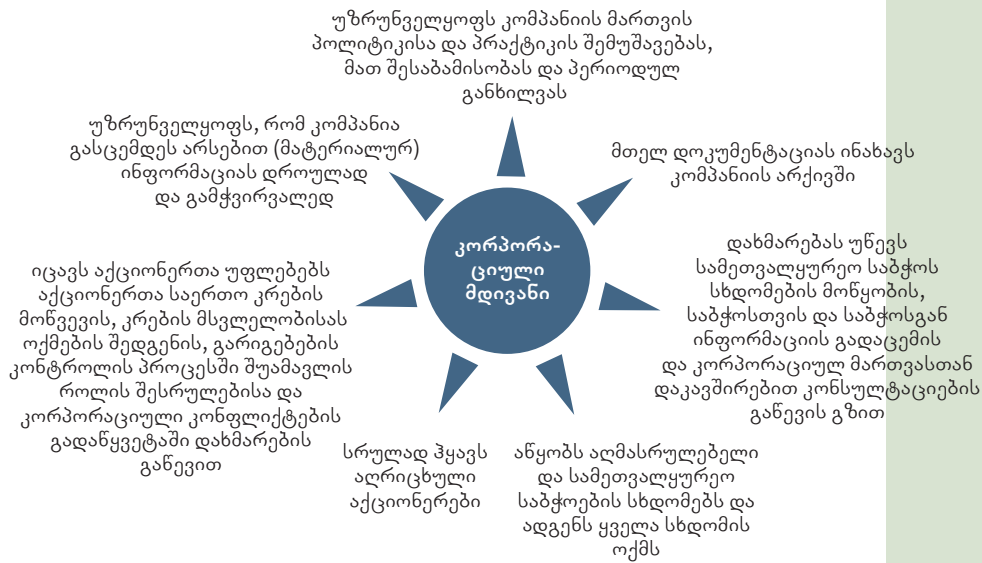 უზრუნველყოფს კომპანიის მართვის
პოლიტიკისა და პრაქტიკის შემუშავებას,
მათ შესაბამისობას და პერიოდულ
განხილვას
უზრუნველყოფს, რომ კომპანია
გასცემდეს არსებით (მატერიალურ)
ინფორმაციას დროულად
და გამჭვირვალედ
მთელ დოკუმენტაციას ინახავს
კომპანიის არქივში
კორპორა-
ციული
მდივანი
დახმარებას უწევს
სამეთვალყურეო საბჭოს
სხდომების მოწყობის,
საბჭოსთვის და საბჭოსგან
ინფორმაციის გადაცემის
და კორპორაციულ მართვასთან
დაკავშირებით კონსულტაციების
გაწევის გზით
იცავს აქციონერთა უფლებებს
აქციონერთა საერთო კრების
მოწვევის, კრების მსვლელობისას
ოქმების შედგენის, გარიგებების
კონტროლის პროცესში შუამავლის
როლის შესრულებისა და
კორპორაციული კონფლიქტების
გადაწყვეტაში დახმარების
გაწევით
სრულად ჰყავს
აღრიცხული
აქციონერები
აწყობს აღმასრულებელი
და სამეთვალყურეო
საბჭოების სხდომებს და
ადგენს ყველა სხდომის
ოქმს